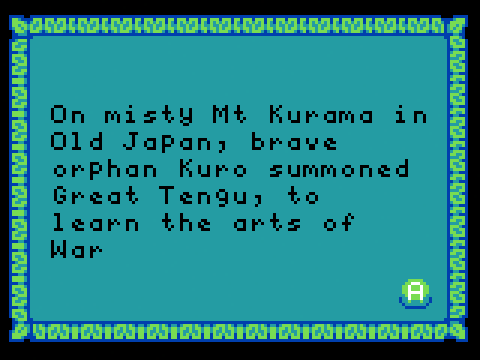 On misty Mt Kurama in
Old Japan, brave
orphan Kuro summoned
Great Tengu, to
learn the arts of
War
A